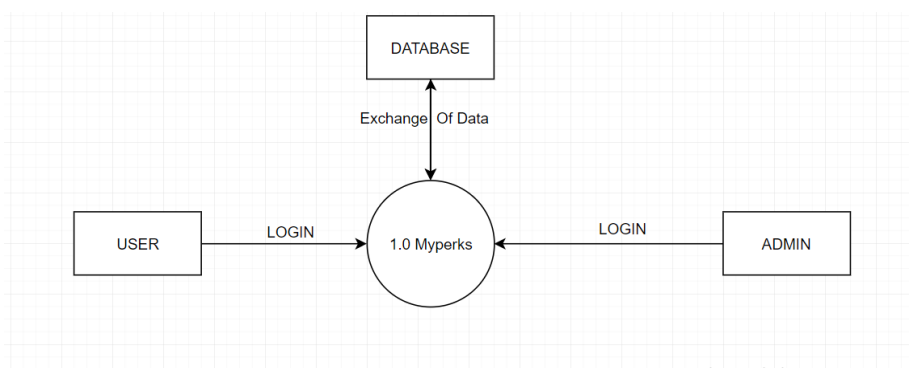 DATABASE
Exchange Of Data
USER
LOGIN
1.0 Myperks
LOGIN
ADMIN